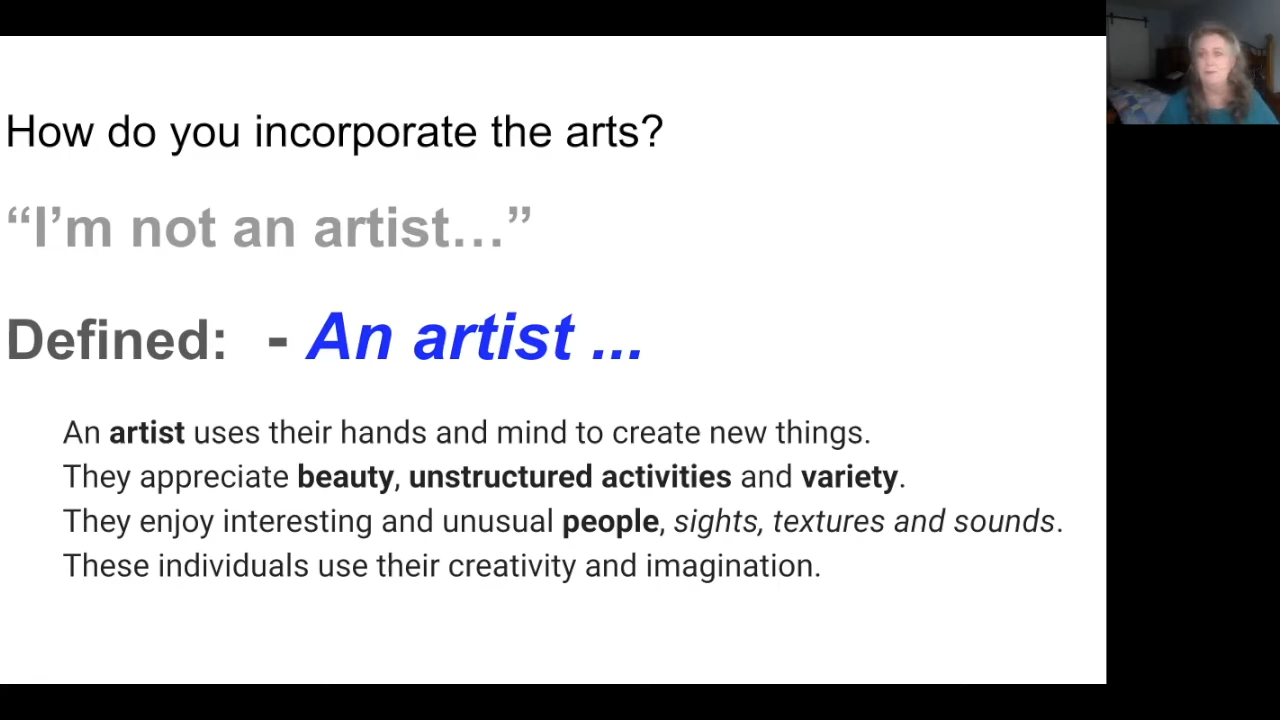 How do you incorporate the arts?
“I’m not an artist…”
Defined: - An artist ...
An artist uses their hands and mind to create new things.
They appreciate beauty, unstructured activities and variety.
They enjoy interesting and unusual people, sights, textures and sounds.
These individuals use their creativity and imagination.